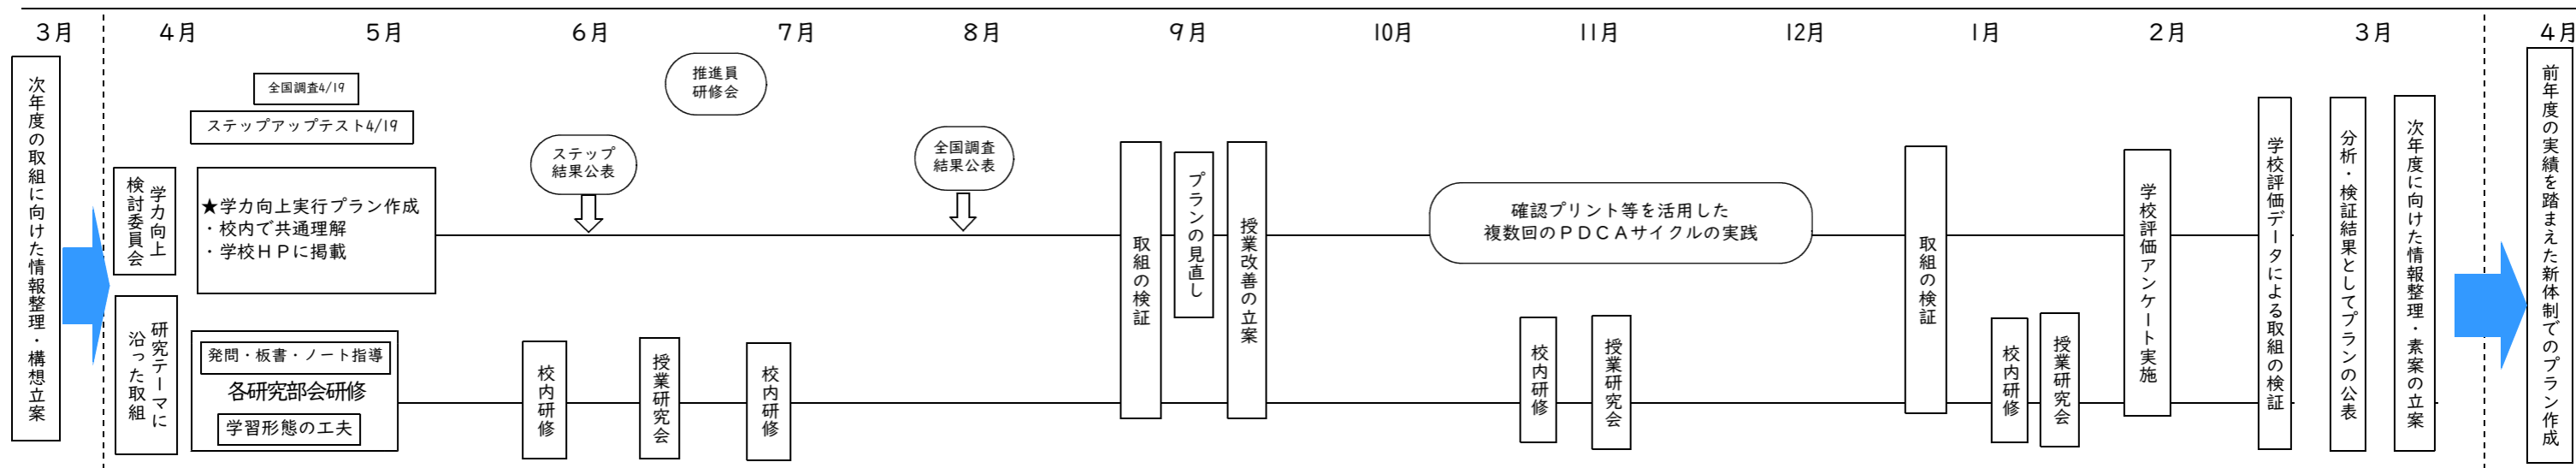 3月
4月
5月
6月
7月
8月
9月
10月
11月
12月
1月
2月
3月
4月
次年度の取組に向けた情報整理・構想立案
全国調査4/19
ステップアップテスト4/19
学力向上
検討委員会
★学力向上実行プラン作成
・校内で共通理解
・学校HPに掲載
研究テーマに
沿った取組
発問・板書・ノート指導
各研究部会研修
学習形態の工夫
ステップ
結果公表
推進員
研修会
校内研修
授業研究会
校内研修
全国調査
結果公表
取組の検証
プランの見直し
授業改善の立案
確認プリント等を活用した
複数回のPDCAサイクルの実践
校内研修
授業研究会
取組の検証
校内研修
授業研究会
学校評価アンケート実施
学校評価データによる取組の検証
分析・検証結果としてプランの公表
次年度に向けた情報整理・素案の立案
前年度の実績を踏まえた新体制でのプラン作成